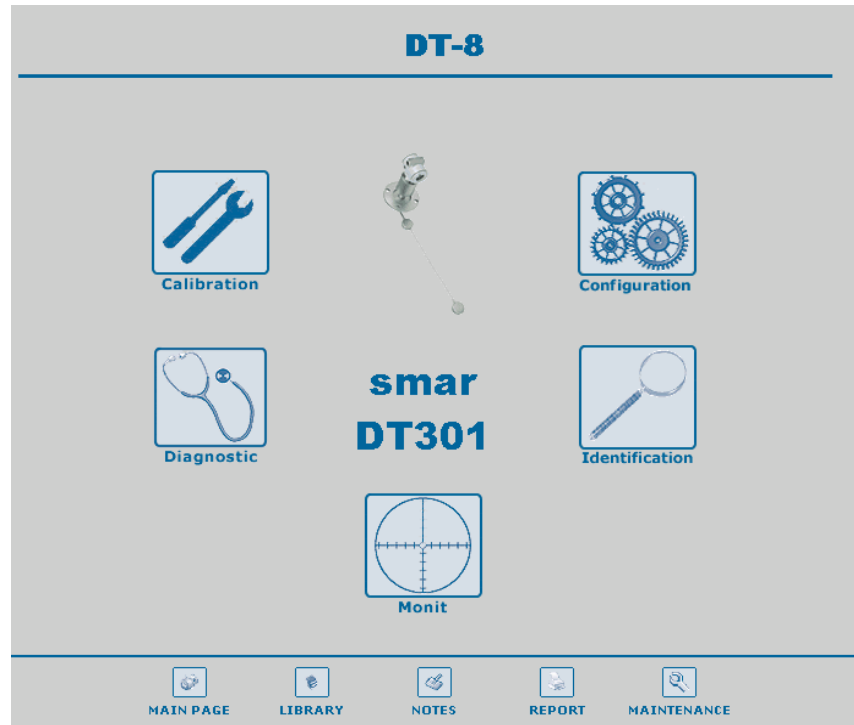 DT-8
Calibration
Configuration
smar
DT301
Diagnostic
Identification
Monit
MAIN PAGE
LIBRARY
NOTES
REPORT
MAINTENANCE